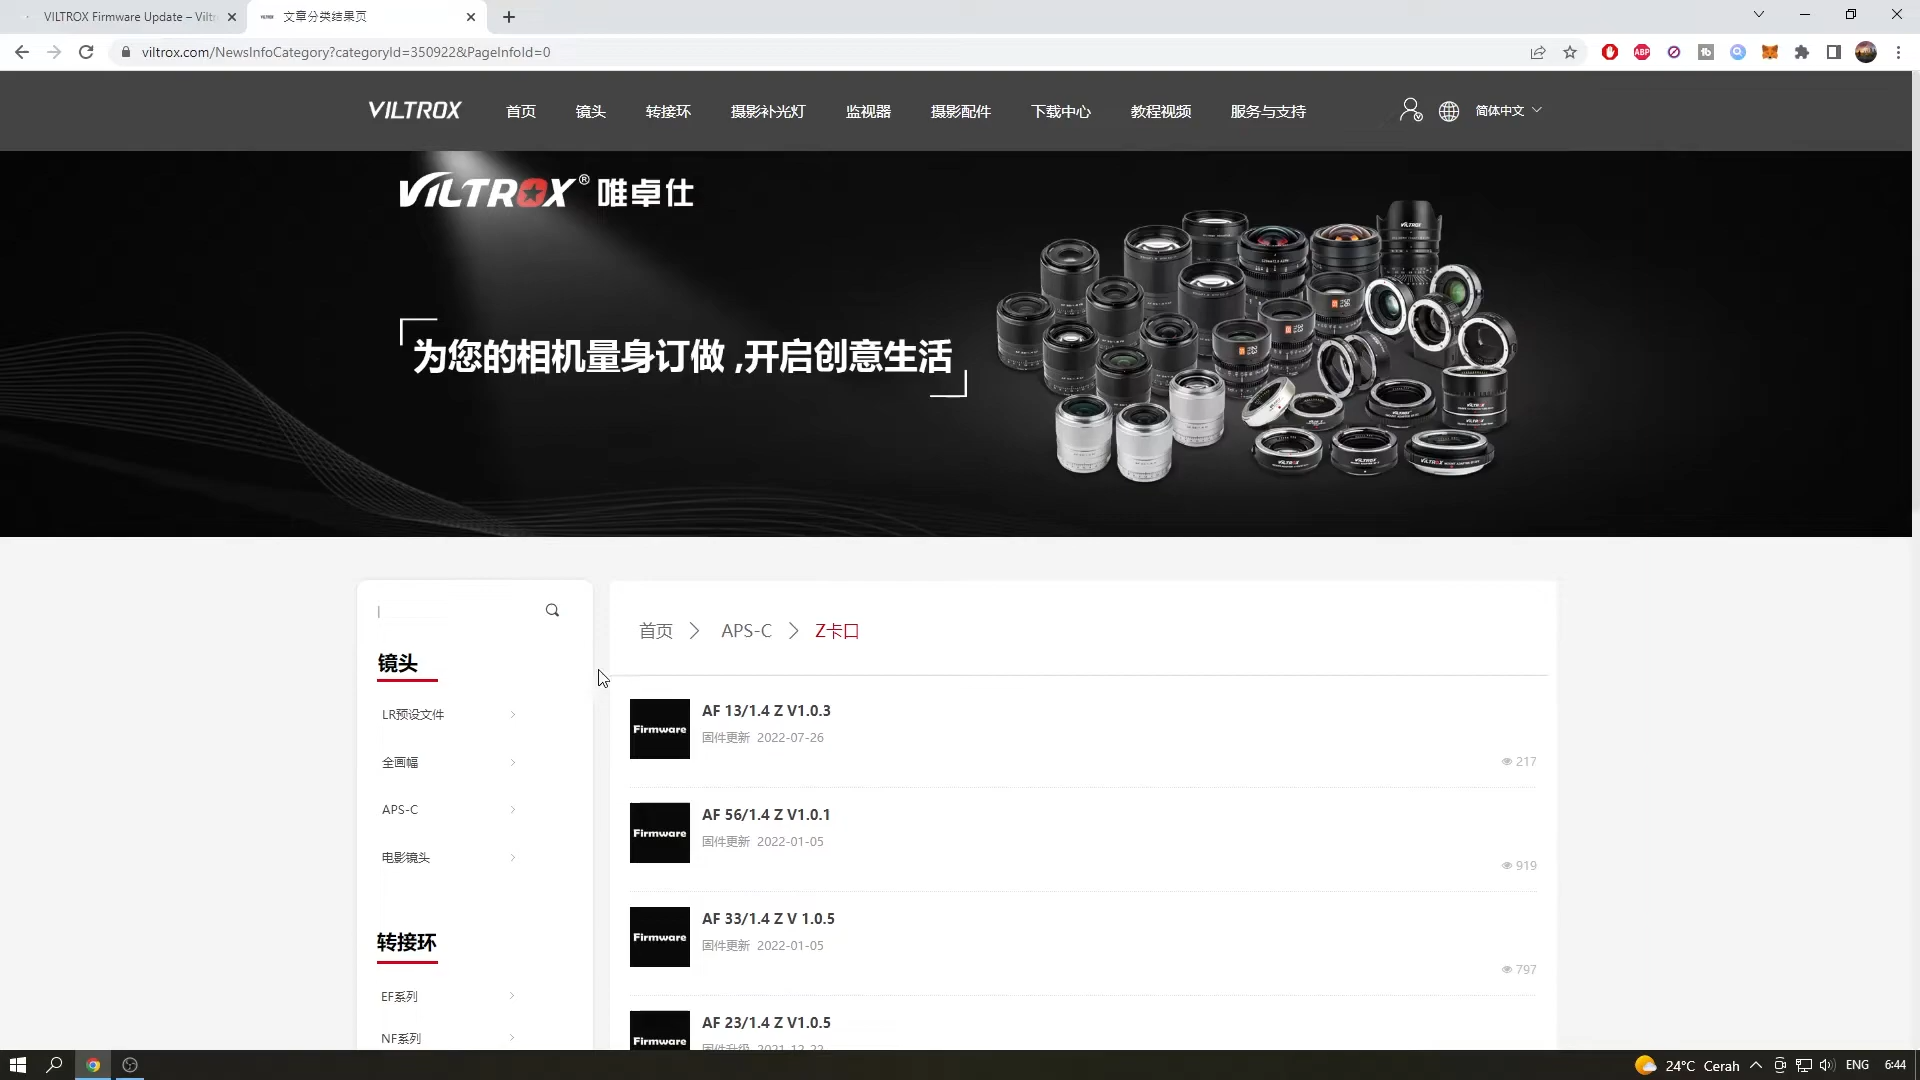 VILTROX Firmware Update – Viltr
文章分类结果页
viltrox.com/NewsInfoCategory?categoryId=350922&PageInfoId=0
ABP
VILTROX 首页 镜头 转接环 摄影补光灯 监视器 摄影配件 下载中心 教程视频 服务与支持 简体中文
VILTROX® 唯卓仕
为您的相机量身订做 ,开启创意生活
镜头
LR预设文件
全画幅
APS-C
电影镜头
转接环
EF系列
NF系列
首页 APS-C Z卡口
Firmware
AF 13/1.4 Z V1.0.3
固件更新 2022-07-26
217
Firmware
AF 56/1.4 Z V1.0.1
固件更新 2022-01-05
919
Firmware
AF 33/1.4 Z V 1.0.5
固件更新 2022-01-05
797
Firmware
AF 23/1.4 Z V1.0.5
固件升级 2021-12-22
24°C Cerah ENG 6:44